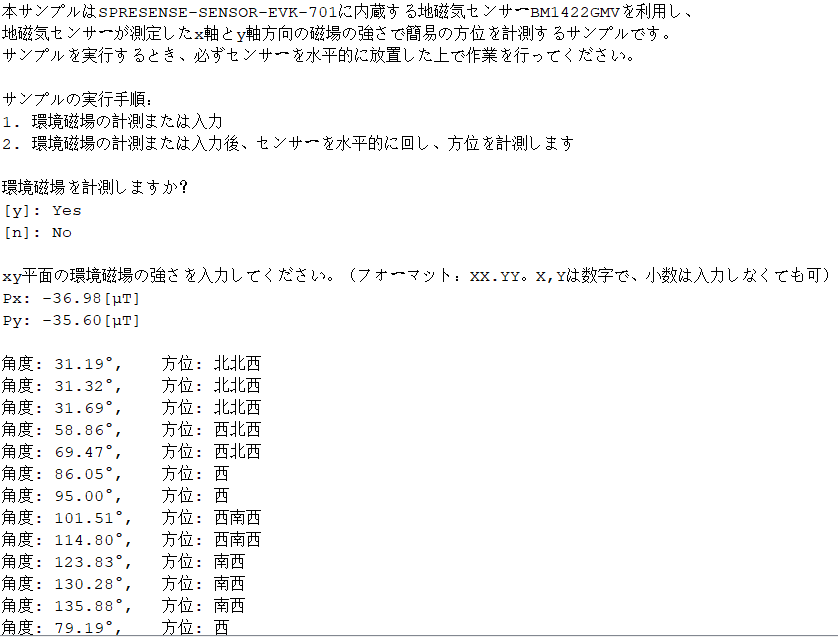 本サンプルはSPRESENSE-SENSOR-EVK-701に内蔵する地磁気センサーBM1422GMVを利用し、
地磁気センサーが測定したx軸とy軸方向の磁場の強さで簡易の方位を計測するサンプルです。
サンプルを実行するとき、必ずセンサーを水平的に放置した上で作業を行ってください。
サンプルの実行手順:
1. 環境磁場の計測または入力
2. 環境磁場の計測または入力後、センサーを水平的に回し、方位を計測します
環境磁場を計測しますか?
[y]: Yes
[n]: No
xy平面の環境磁場の強さを入力してください。(フォーマット: XX.YY。X,Yは数字で、小数は入力しなくても可)
Px: -36.98[μT]
Py: -35.60[μT]
角度: 31.19°, 方位: 北北西
角度: 31.32°, 方位: 北北西
角度: 31.69°, 方位: 北北西
角度: 58.86°, 方位: 西北西
角度: 69.47°, 方位: 西北西
角度: 86.05°, 方位: 西
角度: 95.00°, 方位: 西
角度: 101.51°, 方位: 西南西
角度: 114.80°, 方位: 西南西
角度: 123.83°, 方位: 南西
角度: 130.28°, 方位: 南西
角度: 135.88°, 方位: 南西
角度: 79.19°, 方位: 西